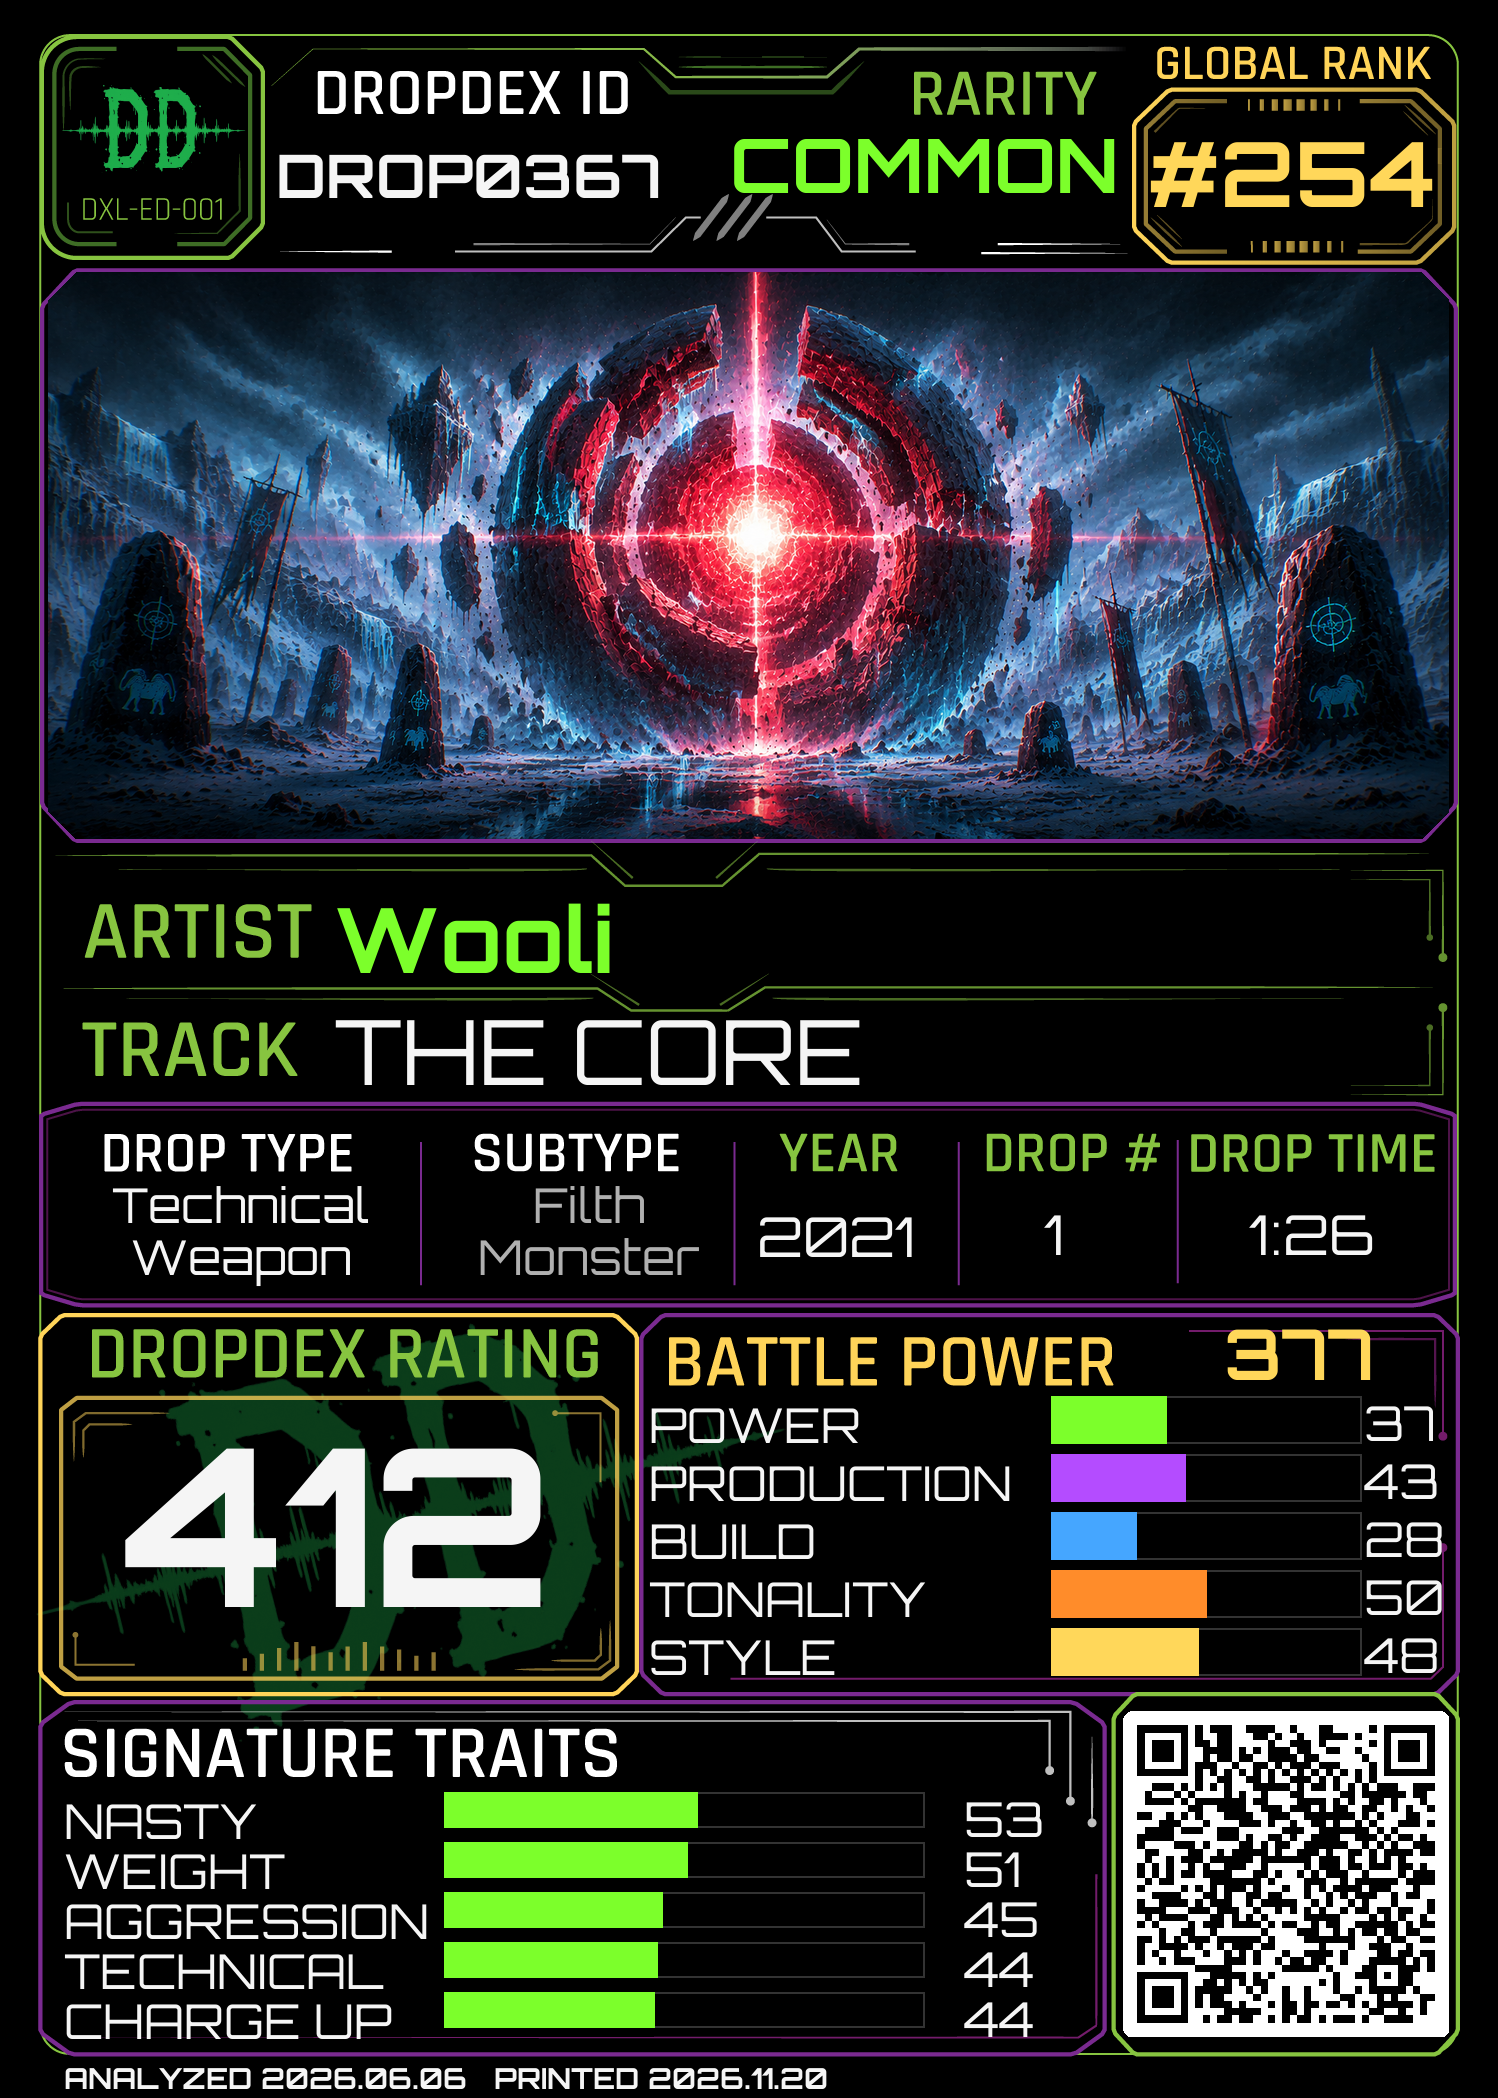 DD
DXL-ED-001
DROPDEX ID
DROP0367
RARITY
COMMON
GLOBAL RANK
#254
ARTIST Wooli
TRACK THE CORE
DROP TYPE
Technical
Weapon
SUBTYPE
Filth
Monster
YEAR
2021
DROP #
1
DROP TIME
1:26
DROPDEX RATING
412
BATTLE POWER 377
POWER 37
PRODUCTION 43
BUILD 28
TONALITY 50
STYLE 48
SIGNATURE TRAITS
NASTY 53
WEIGHT 51
AGGRESSION 45
TECHNICAL 44
CHARGE UP 44
ANALYZED 2026.06.06 PRINTED 2026.11.20